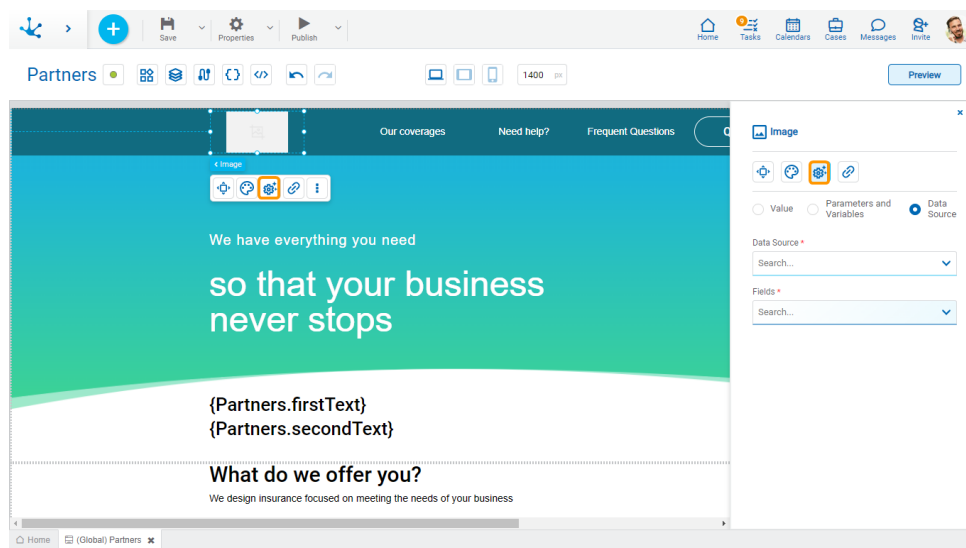 Save
Properties
Publish
Home
9
Tasks
Calendars
Cases
Messages
Invite
Partners
1400 px
Preview
Our coverages
Need help?
Frequent Questions
Q
Image
We have everything you need
so that your business
never stops
{Partners.firstText}
{Partners.secondText}
What do we offer you?
We design insurance focused on meeting the needs of your business
Image
Value
Parameters and
Variables
Data
Source
Data Source *
Search...
Fields *
Search...
Home
(Global) Partners